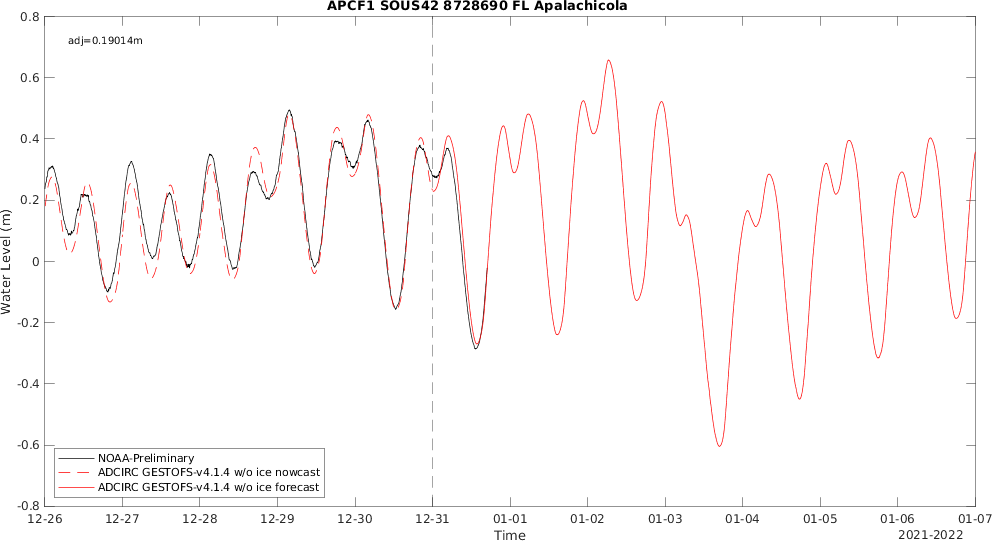 APCF1 SOUS42 8728690 FL Apalachicola
adj=0.19014m
0.8
0.6
0.4
0.2
0
-0.2
-0.4
-0.6
-0.8
Water Level (m)
NOAA-Preliminary
ADCIRC GESTOFS-v4.1.4 w/o ice nowcast
ADCIRC GESTOFS-v4.1.4 w/o ice forecast
12-26 12-27 12-28 12-29 12-30 12-31 01-01 01-02 01-03 01-04 01-05 01-06 01-07
Time
2021-2022